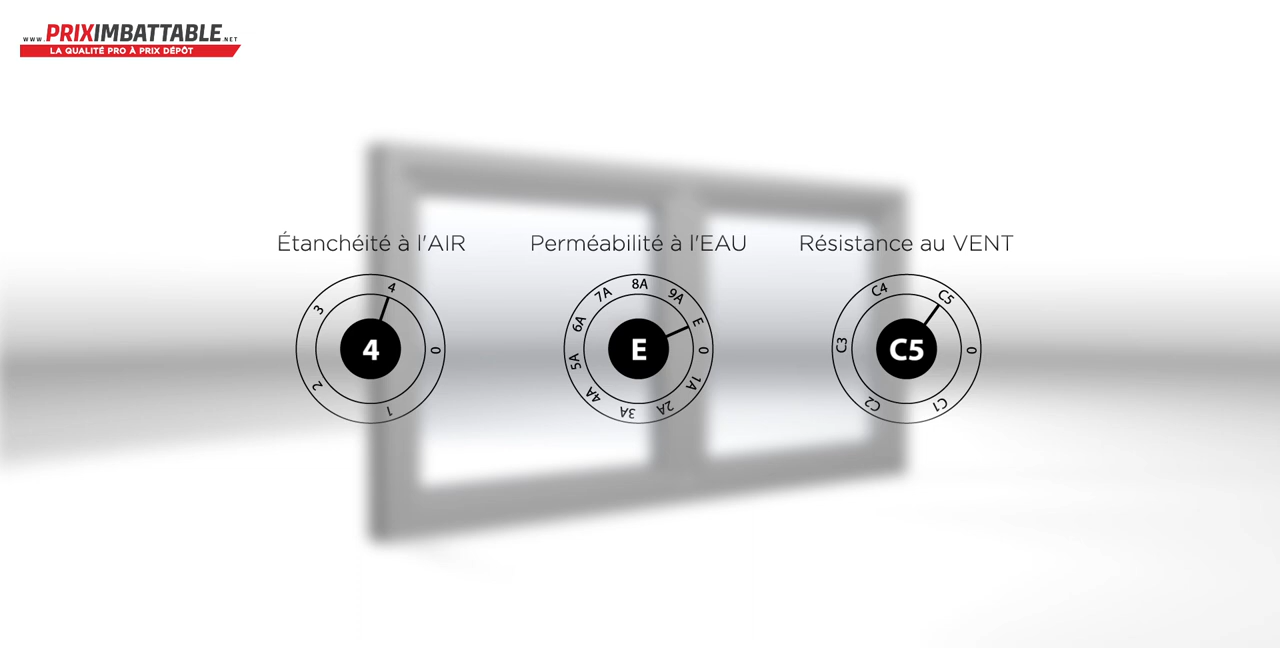 www. PRIXIMBATTABLE .NET
LA QUALITÉ PRO À PRIX DÉPÔT
Étanchéité à l'AIR
4
0
1
2
3
4
Perméabilité à l'EAU
E
0
1A
2A
3A
4A
5A
6A
7A
8A
9A
E
Résistance au VENT
C5
0
C1
C2
C3
C4
C5